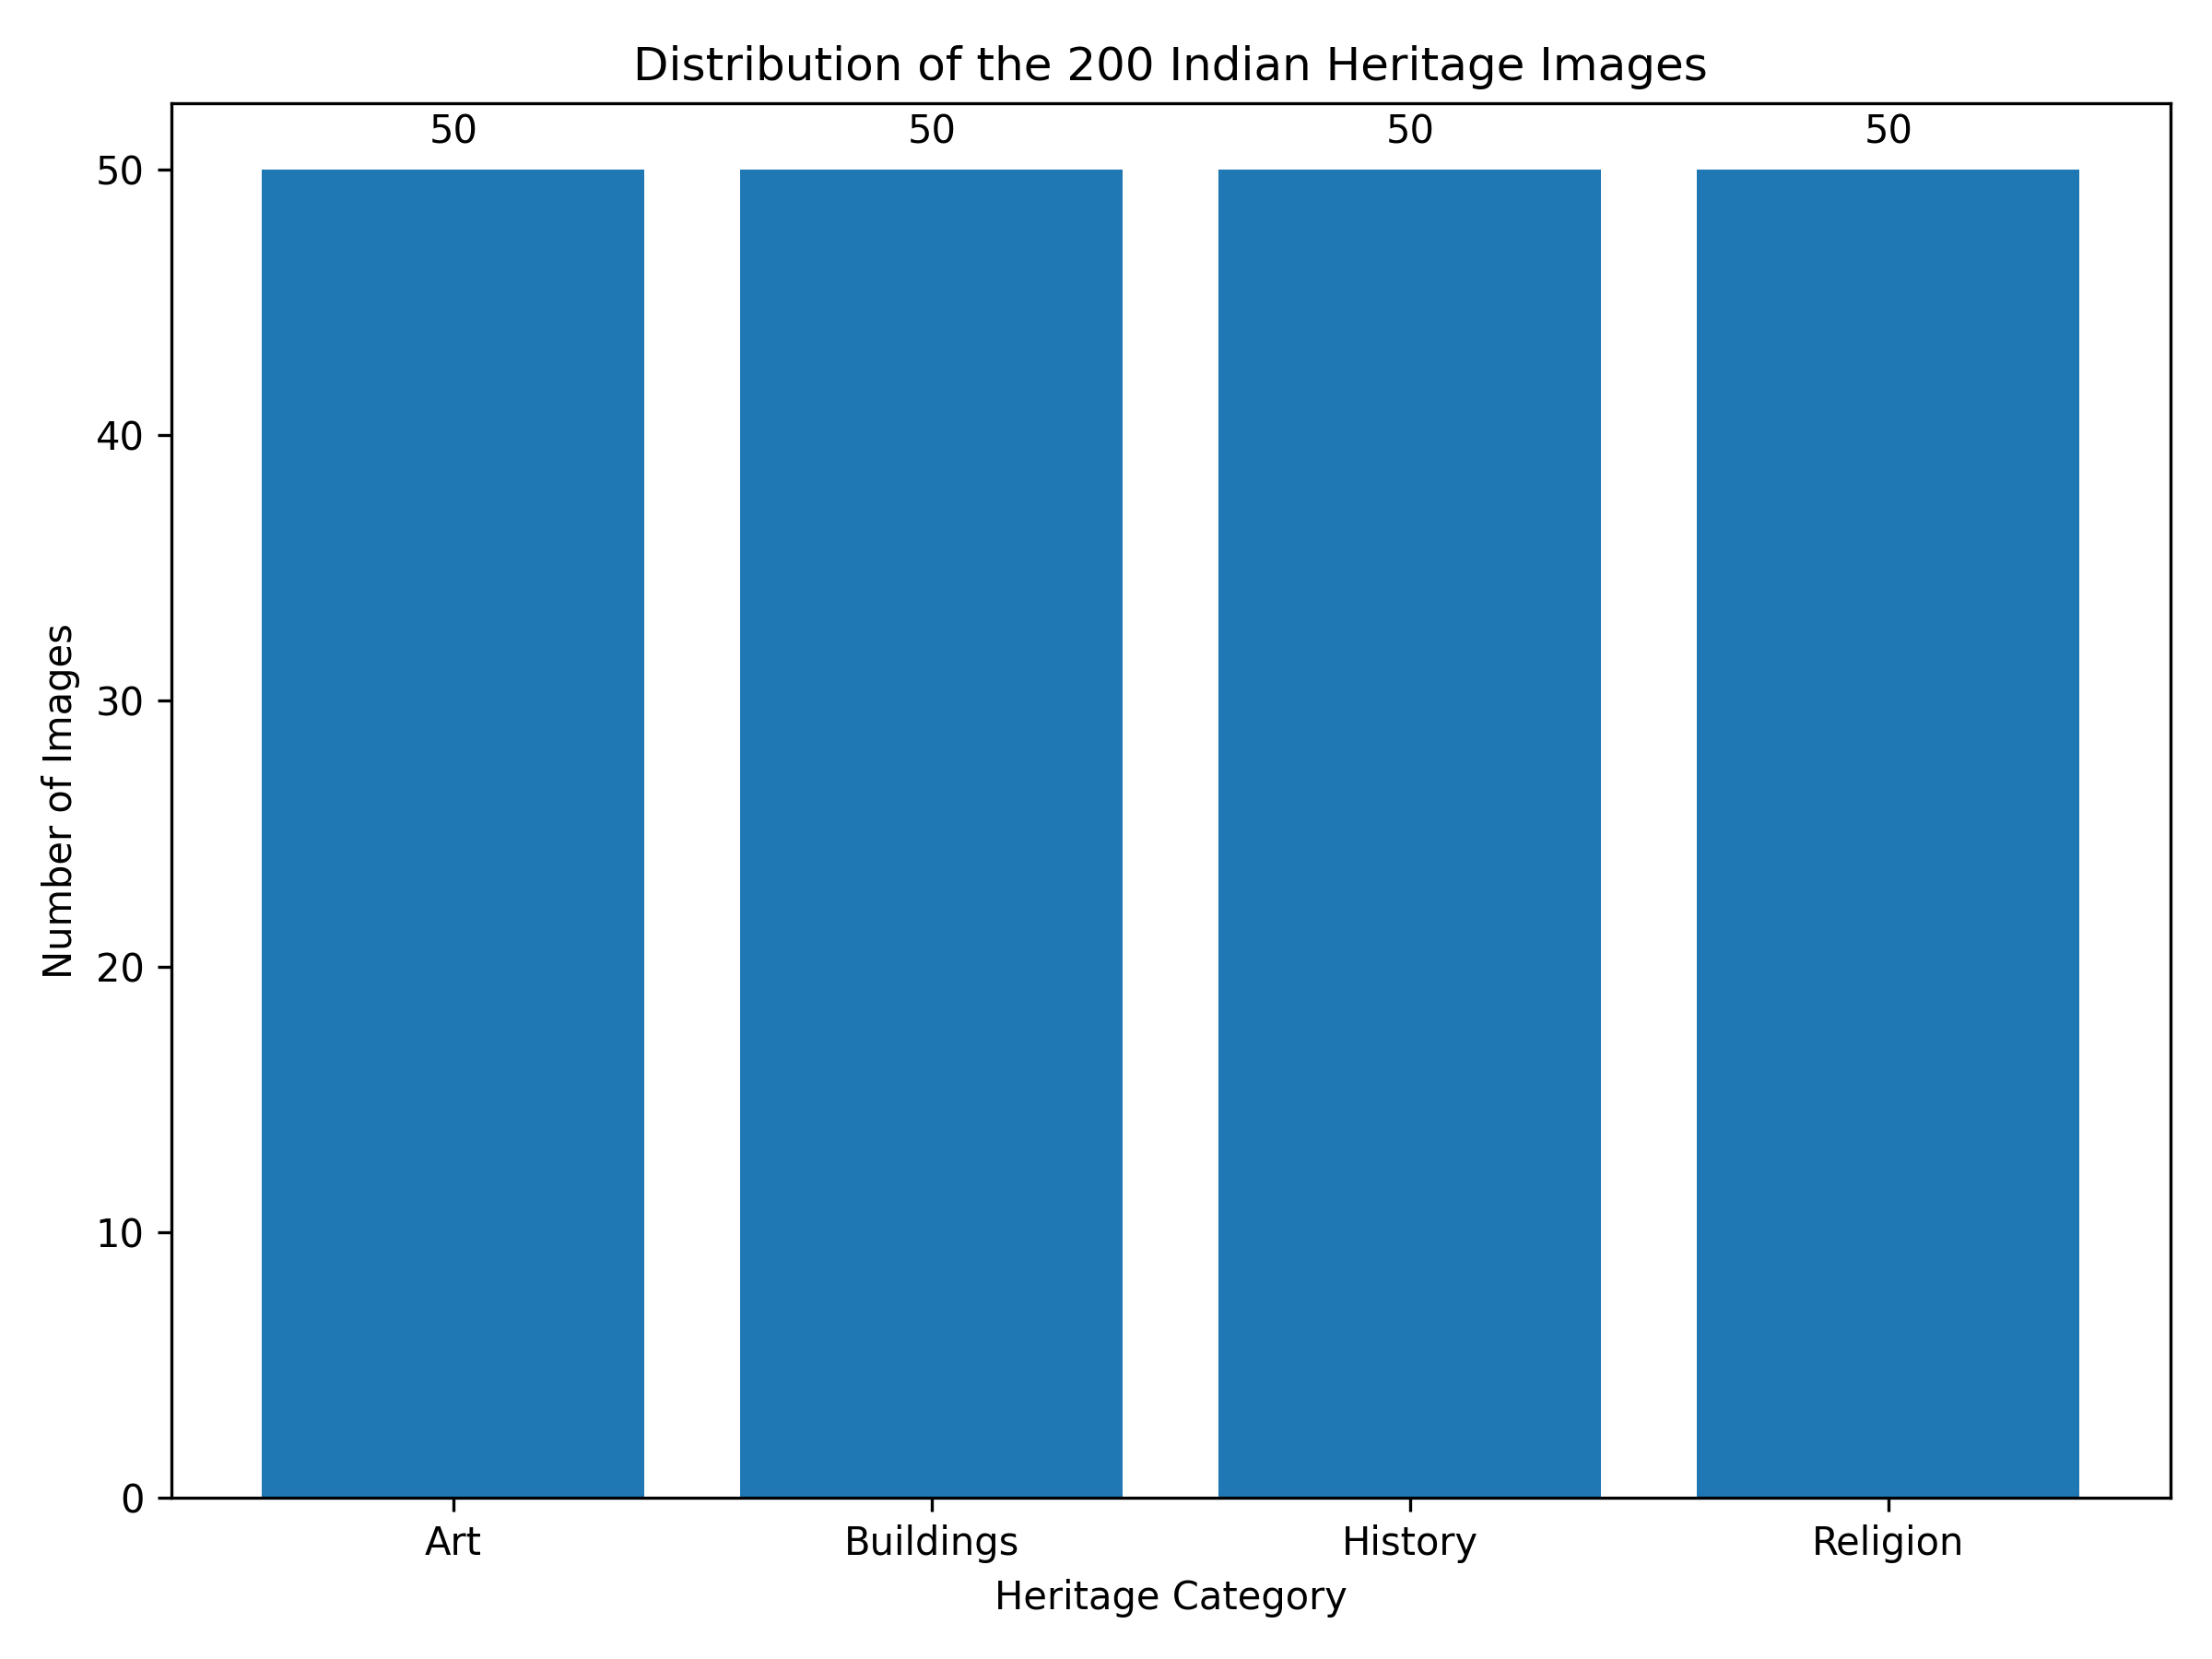 Distribution of the 200 Indian Heritage Images
50 50 50 50
50
40
30
20
10
0
Number of Images
Art Buildings History Religion
Heritage Category